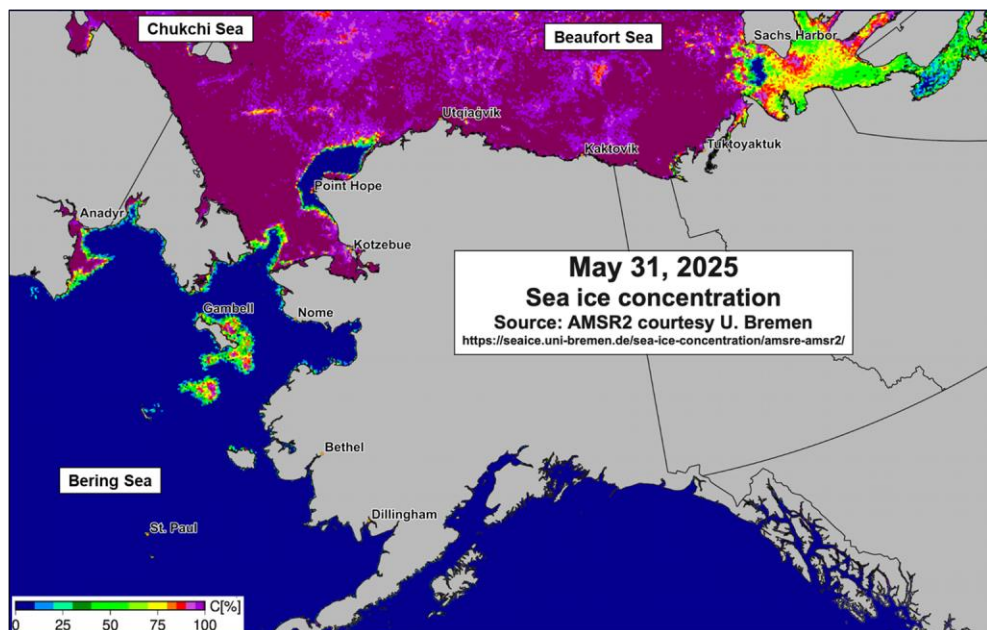 Chukchi Sea
Beaufort Sea
Sachs Harbor
Utqiaġvik
Kaktovik
Tuktoyaktuk
Point Hope
Anadyr
Kotzebue
May 31, 2025
Sea ice concentration
Source: AMSR2 courtesy U. Bremen
https://seaice.uni-bremen.de/sea-ice-concentration/amsre-amsr2/
Gambell
Nome
Bethel
Bering Sea
Dillingham
St. Paul
C[%]
0 25 50 75 100